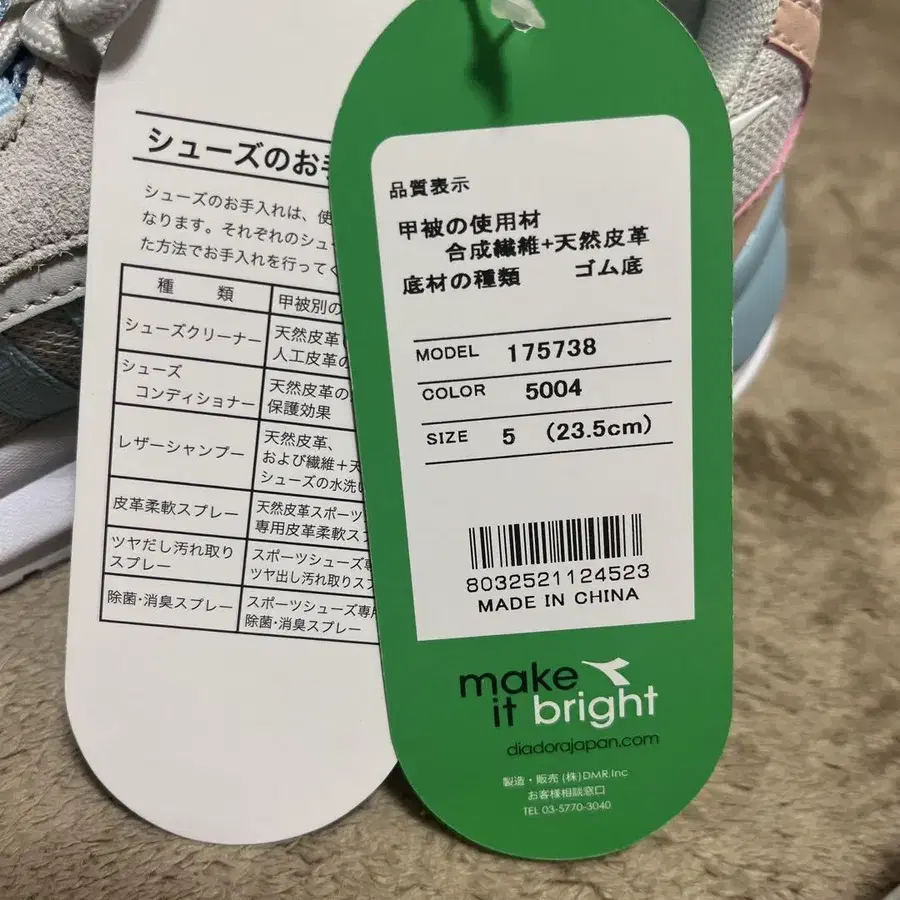 シューズのお手
シューズのお手入れは、使
なります。それぞれのシュー
た方法でお手入れを行ってく
種 類 甲被別の
シューズクリーナー 天然皮革
人工皮革の
シューズ
コンディショナー
天然皮革の
保護効果
レザーシャンプー
天然皮革、
および繊維+天
シューズの水洗い
皮革柔軟スプレー
天然皮革スポーツ
専用皮革柔軟スプ
ツヤだし汚れ取り
スプレー
スポーツシューズ専
ツヤ出し汚れ取りスプ
除菌・消臭スプレー
スポーツシューズ専用
除菌・消臭スプレー
品質表示
甲被の使用材
合成繊維+天然皮革
底材の種類 ゴム底
MODEL 175738
COLOR 5004
SIZE 5 (23.5cm)
8032521124523
MADE IN CHINA
make
it bright
diadorajapan.com
製造・販売 (株)DMR.Inc
お客様相談窓口
TEL 03-5770-3040